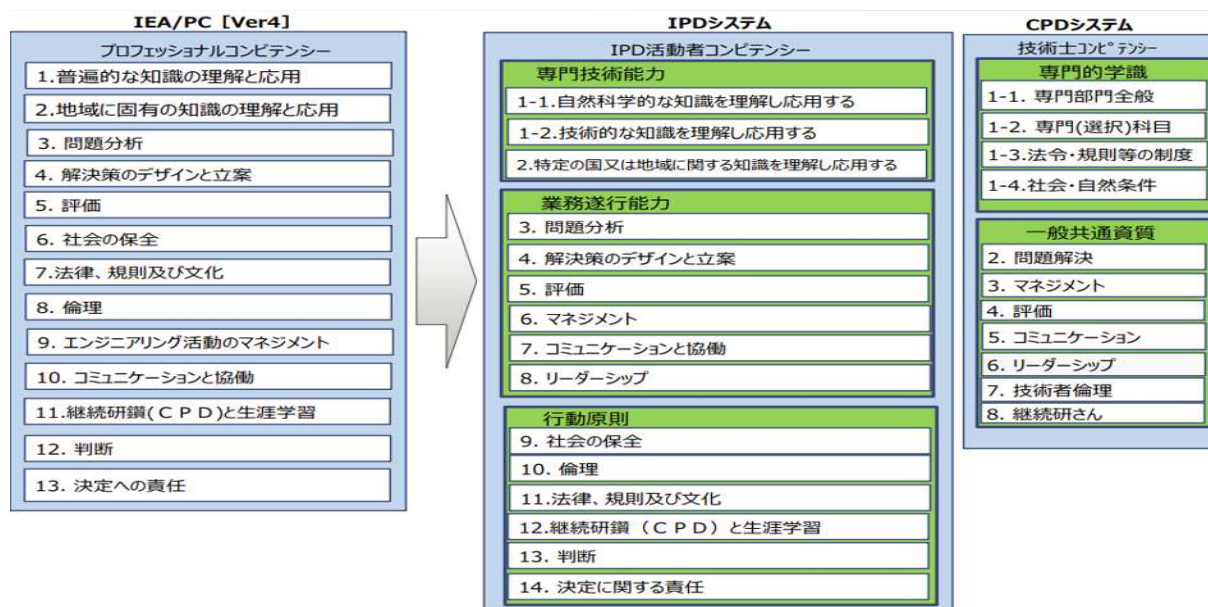 IEA/PC [Ver4]
プロフェッショナルコンピテンシー
1.普遍的な知識の理解と応用
2.地域に固有の知識の理解と応用
3. 問題分析
4. 解決策のデザインと立案
5. 評価
6. 社会の保全
7.法律、規則及び文化
8. 倫理
9. エンジニアリング活動のマネジメント
10. コミュニケーションと協働
11.継続研鑽(ＣＰＤ)と生涯学習
12. 判断
13. 決定への責任
IPDシステム
IPD活動者コンピテンシー
専門技術能力
1-1.自然科学的な知識を理解し応用する
1-2.技術的な知識を理解し応用する
2.特定の国又は地域に関する知識を理解し応用する
業務遂行能力
3. 問題分析
4. 解決策のデザインと立案
5. 評価
6. マネジメント
7. コミュニケーションと協働
8. リーダーシップ
行動原則
9. 社会の保全
10. 倫理
11.法律、規則及び文化
12.継続研鑽（ＣＰＤ）と生涯学習
13. 判断
14. 決定に関する責任
CPDシステム
技術士ｺﾝﾋﾟﾃﾝｼｰ
専門的学識
1-1. 専門部門全般
1-2. 専門(選択)科目
1-3.法令・規則等の制度
1-4.社会・自然条件
一般共通資質
2. 問題解決
3. マネジメント
4. 評価
5. コミュニケーション
6. リーダーシップ
7. 技術者倫理
8. 継続研さん